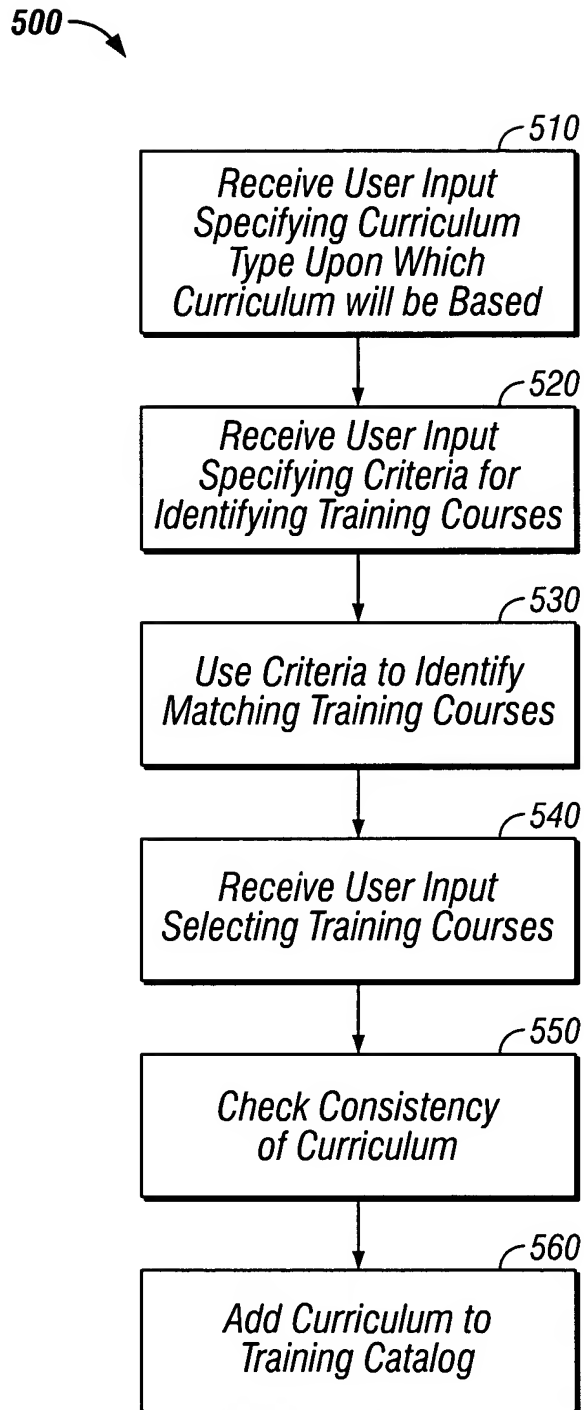 500
510
Receive User Input
Specifying Curriculum
Type Upon Which
Curriculum will be Based
520
Receive User Input
Specifying Criteria for
Identifying Training Courses
530
Use Criteria to Identify
Matching Training Courses
540
Receive User Input
Selecting Training Courses
550
Check Consistency
of Curriculum
560
Add Curriculum to
Training Catalog